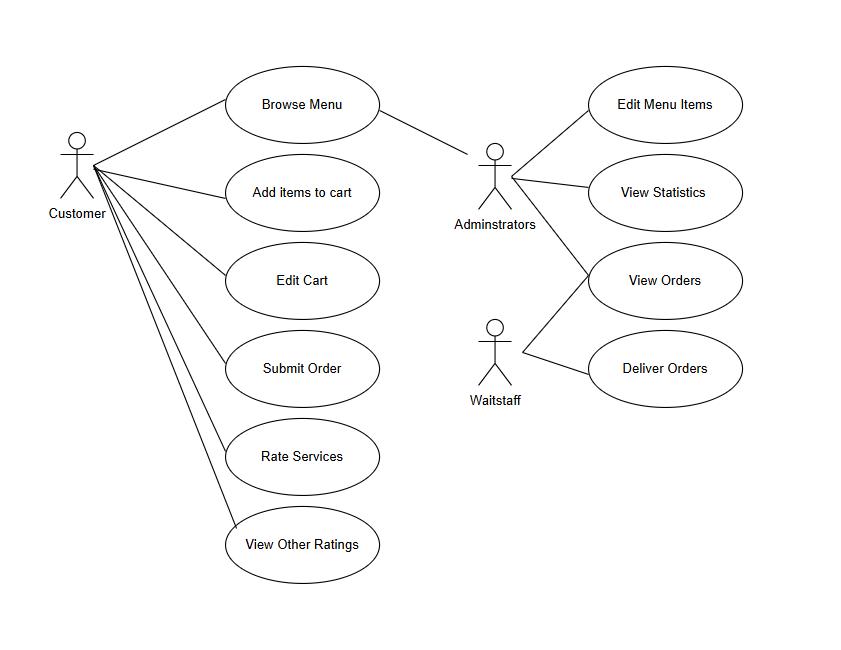 Browse Menu
Edit Menu Items
Add items to cart
View Statistics
Customer
Adminstrators
Edit Cart
View Orders
Submit Order
Deliver Orders
Waitstaff
Rate Services
View Other Ratings